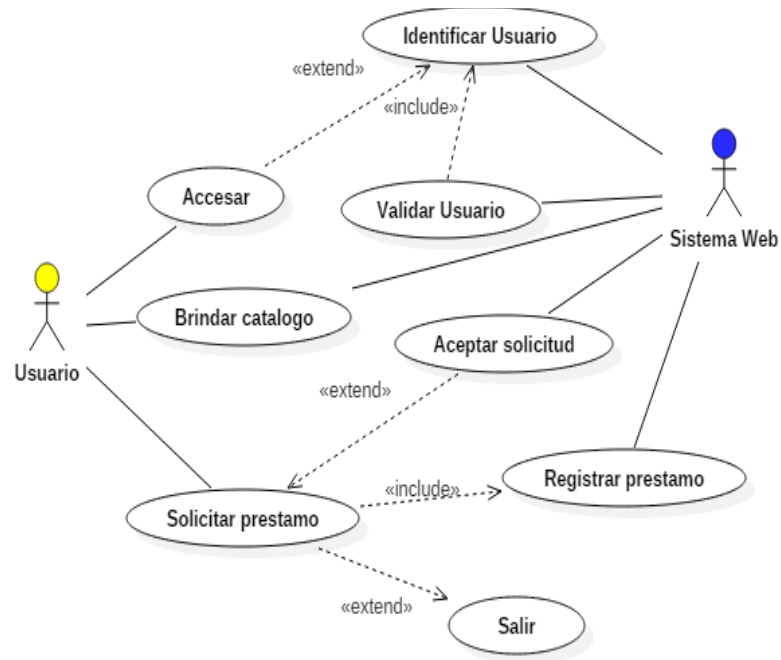 Identificar Usuario
«extend»
«include»
Accesar
Validar Usuario
Sistema Web
Brindar catalogo
Aceptar solicitud
Usuario
«extend»
Registrar prestamo
«include»
Solicitar prestamo
«extend»
Salir